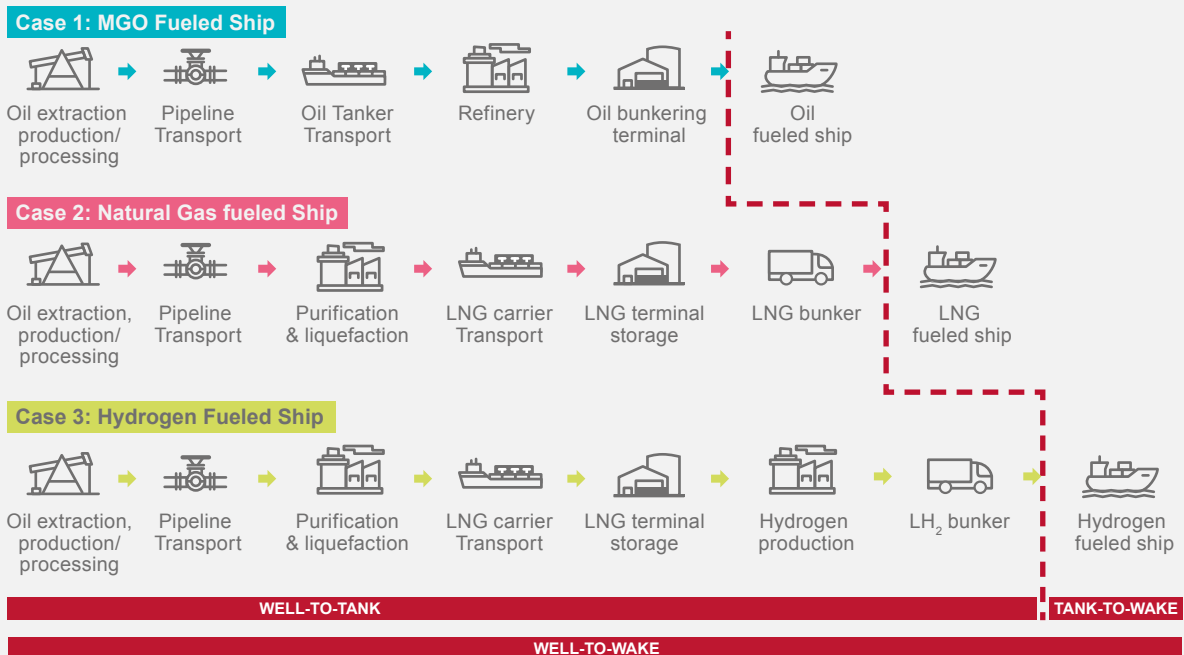 Case 1: MGO Fueled Ship
Oil extraction
production/
processing
Pipeline
Transport
Oil Tanker
Transport
Refinery
Oil bunkering
terminal
Oil
fueled ship
Case 2: Natural Gas fueled Ship
Oil extraction,
production/
processing
Pipeline
Transport
Purification
& liquefaction
LNG carrier
Transport
LNG terminal
storage
LNG bunker
LNG
fueled ship
Case 3: Hydrogen Fueled Ship
Oil extraction,
production/
processing
Pipeline
Transport
Purification
& liquefaction
LNG carrier
Transport
LNG terminal
storage
Hydrogen
production
LH2 bunker
Hydrogen
fueled ship
WELL-TO-TANK
TANK-TO-WAKE
WELL-TO-WAKE